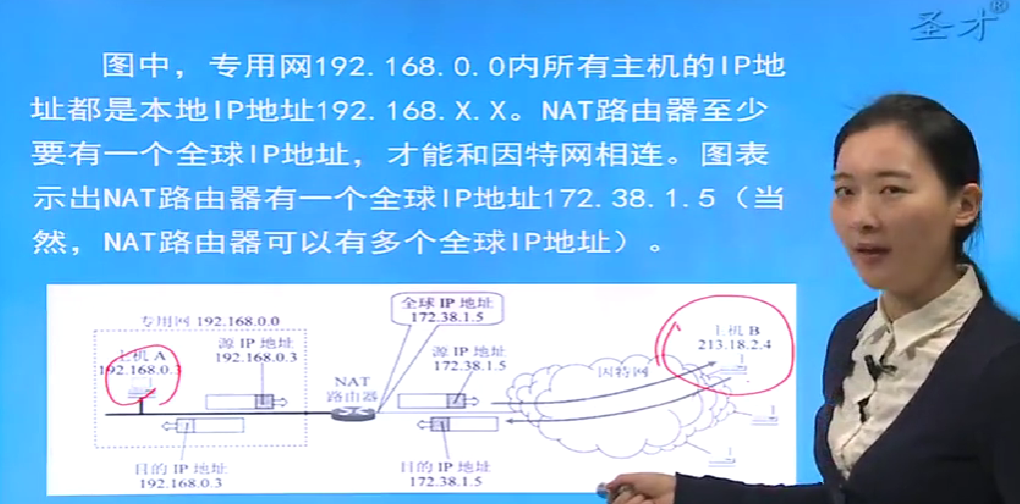 圣才®
图中，专用网192.168.0.0内所有主机的IP地
址都是本地IP地址192.168.X.X。NAT路由器至少
要有一个全球IP地址，才能和因特网相连。图表
示出NAT路由器有一个全球IP地址172.38.1.5（当
然，NAT路由器可以有多个全球IP地址）。
全球 IP 地址
172.38.1.5
专用网 192.168.0.0
主机 A
192.168.0.3
源 IP 地址
192.168.0.3
NAT
路由器
源 IP 地址
172.38.1.5
因特网
主机 B
213.18.2.4
目的 IP 地址
192.168.0.3
目的 IP 地址
172.38.1.5